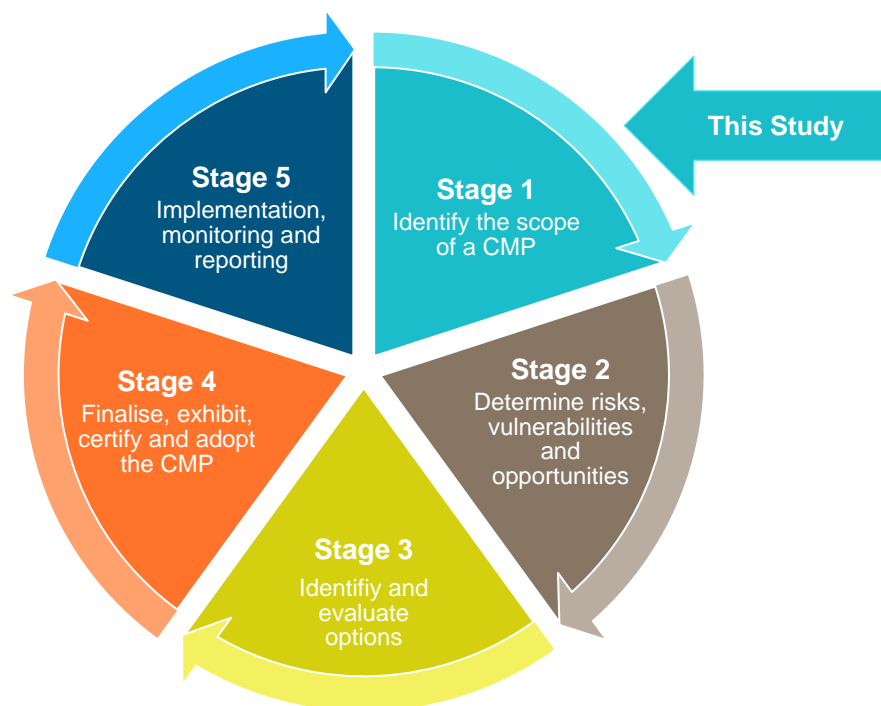 This Study
Stage 1
Identify the scope
of a CMP
Stage 2
Determine risks,
vulnerabilities
and
opportunities
Stage 3
Identifiy and
evaluate
options
Stage 4
Finalise, exhibit,
certify and adopt
the CMP
Stage 5
Implementation,
monitoring and
reporting